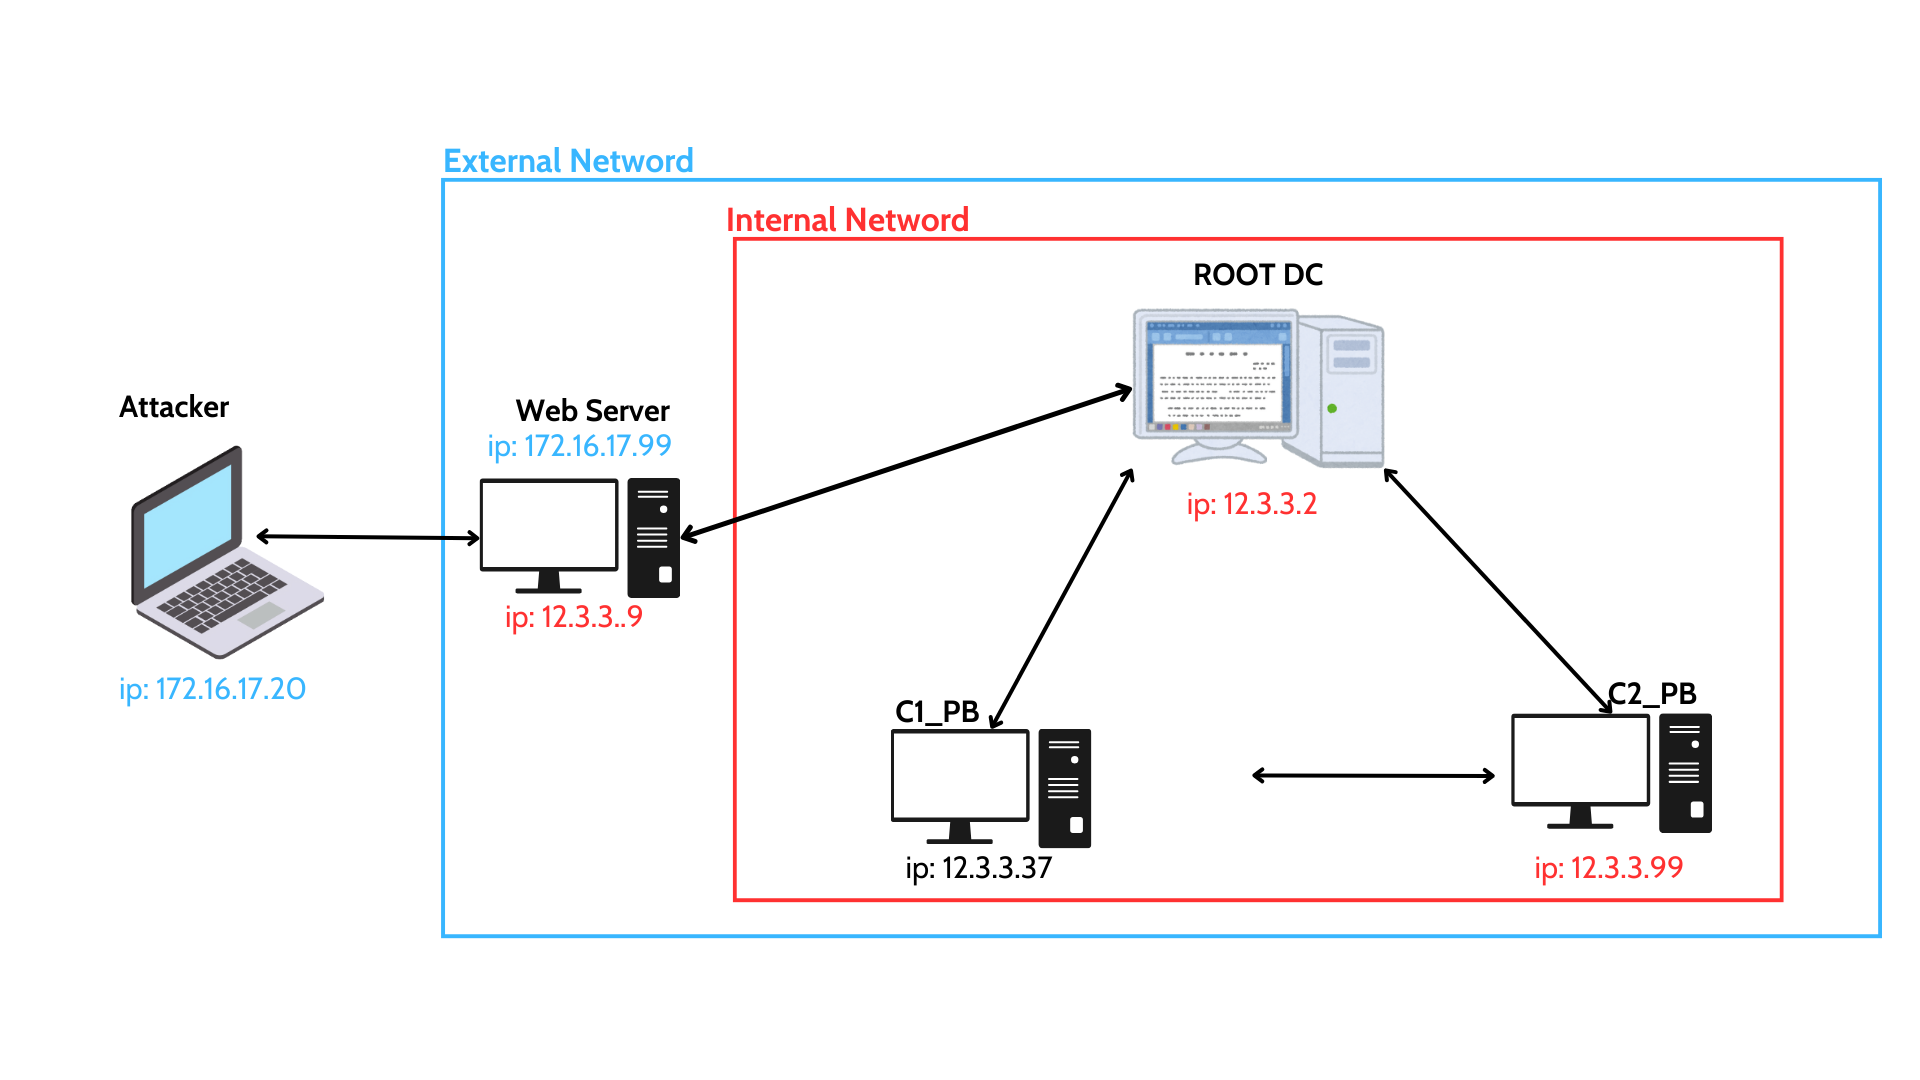 External Netword
Internal Netword
ROOT DC
Attacker
Web Server
ip: 172.16.17.99
ip: 12.3.3.2
ip: 12.3.3..9
ip: 172.16.17.20
C1_PB
C2_PB
ip: 12.3.3.37
ip: 12.3.3.99